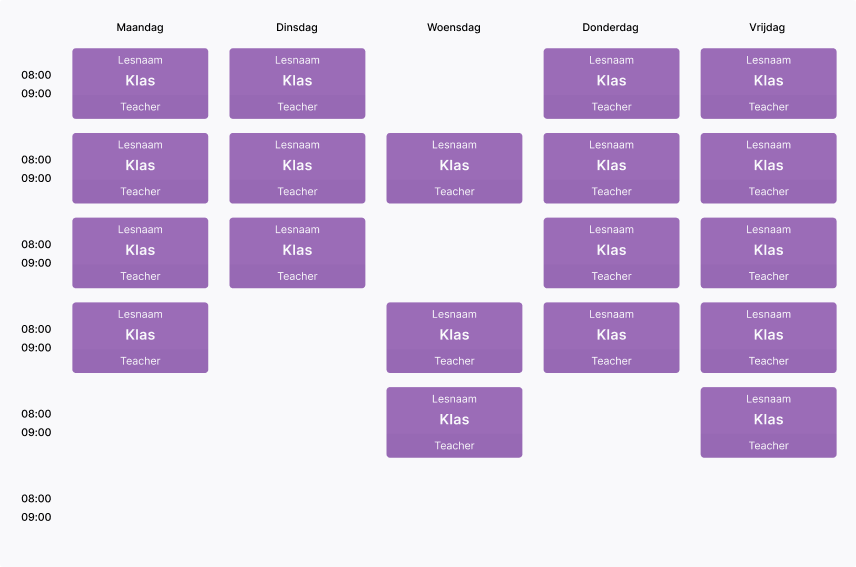 Maandag Dinsdag Woensdag Donderdag Vrijdag
08:00
09:00
Lesnaam Lesnaam Lesnaam Lesnaam
Klas Klas Klas Klas
Teacher Teacher Teacher Teacher
08:00
09:00
Lesnaam Lesnaam Lesnaam Lesnaam Lesnaam
Klas Klas Klas Klas Klas
Teacher Teacher Teacher Teacher Teacher
08:00
09:00
Lesnaam Lesnaam Lesnaam Lesnaam
Klas Klas Klas Klas
Teacher Teacher Teacher Teacher
08:00
09:00
Lesnaam Lesnaam Lesnaam Lesnaam
Klas Klas Klas Klas
Teacher Teacher Teacher Teacher
08:00
09:00
Lesnaam Lesnaam
Klas Klas
Teacher Teacher
08:00
09:00